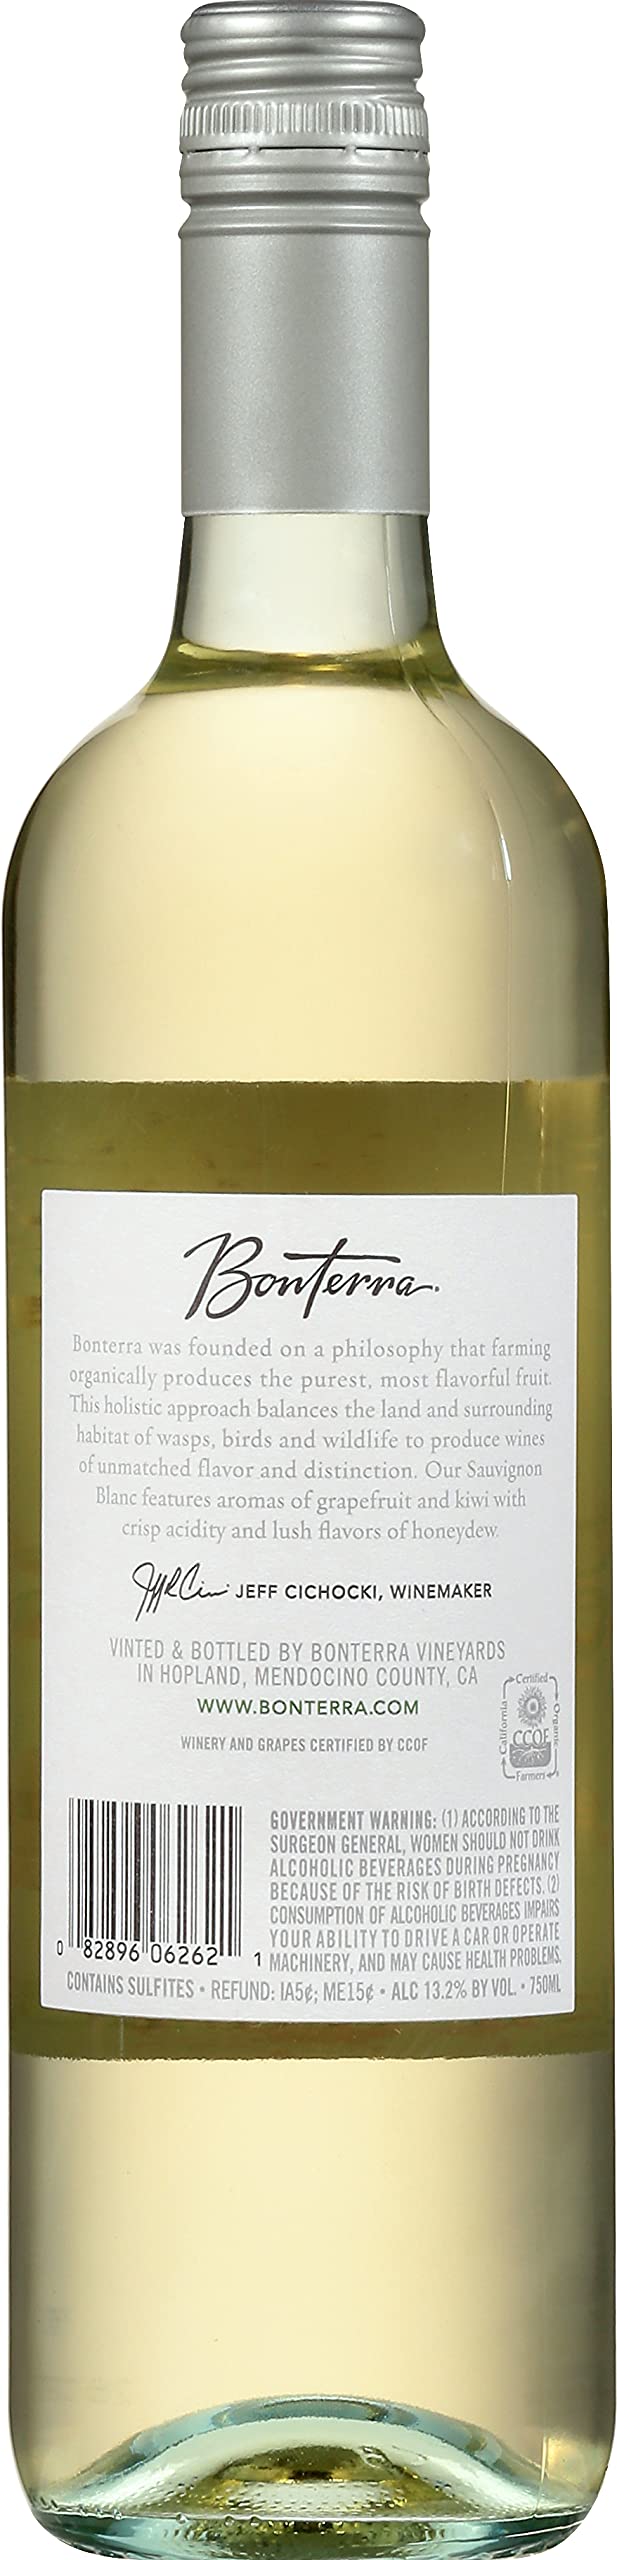 Bonterra
Bonterra was founded on a philosophy that farming
organically produces the purest, most flavorful fruit.
This holistic approach balances the land and surrounding
habitat of wasps, birds and wildlife to produce wines
of unmatched flavor and distinction. Our Sauvignon
Blanc features aromas of grapefruit and kiwi with
crisp acidity and lush flavors of honeydew.
JEFF CICHOCKI, WINEMAKER
VINTED & BOTTLED BY BONTERRA VINEYARDS
IN HOPLAND, MENDOCINO COUNTY, CA
WWW.BONTERRA.COM
WINERY AND GRAPES CERTIFIED BY CCOF
California
Certified
Organic
CCOF
Farmers
GOVERNMENT WARNING: (1) ACCORDING TO THE
SURGEON GENERAL, WOMEN SHOULD NOT DRINK
ALCOHOLIC BEVERAGES DURING PREGNANCY
BECAUSE OF THE RISK OF BIRTH DEFECTS. (2)
CONSUMPTION OF ALCOHOLIC BEVERAGES IMPAIRS
YOUR ABILITY TO DRIVE A CAR OR OPERATE
MACHINERY, AND MAY CAUSE HEALTH PROBLEMS.
0 82896 06262 1
CONTAINS SULFITES • REFUND: IA5¢; ME15¢ • ALC 13.2% BY VOL. • 750ML